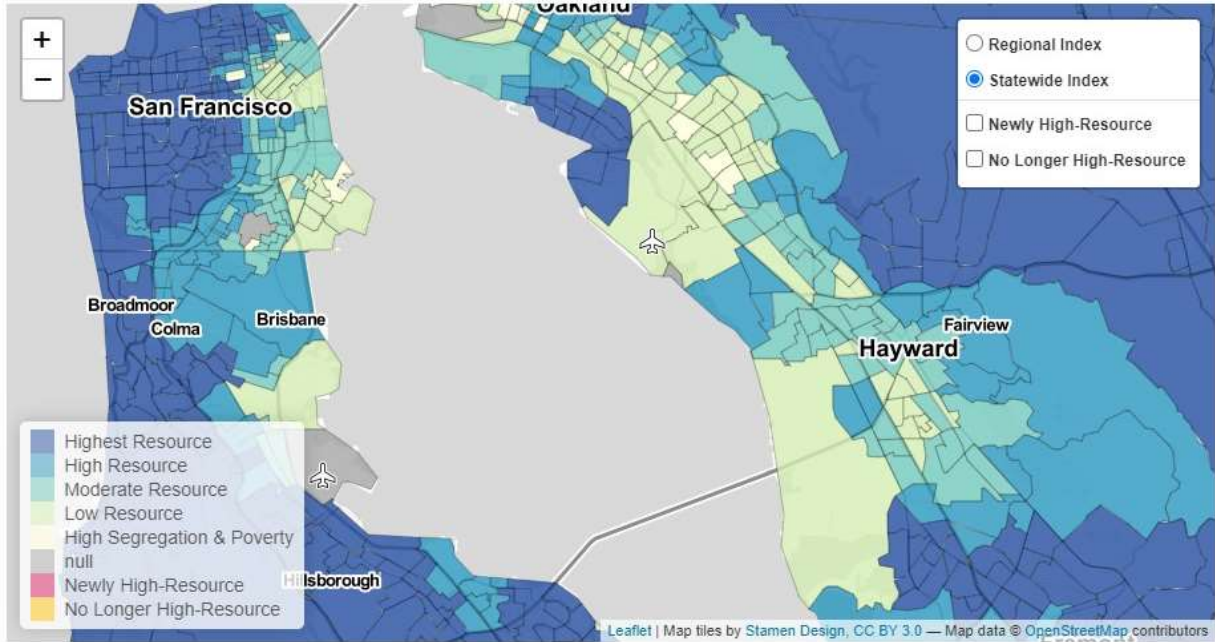 Oakland
+
−
San Francisco
Regional Index
Statewide Index
Newly High-Resource
No Longer High-Resource
Broadmoor
Colma
Brisbane
Fairview
Hayward
Highest Resource
High Resource
Moderate Resource
Low Resource
High Segregation & Poverty
null
Newly High-Resource
No Longer High-Resource
Hillsborough
Leaflet | Map tiles by Stamen Design, CC BY 3.0 — Map data © OpenStreetMap contributors